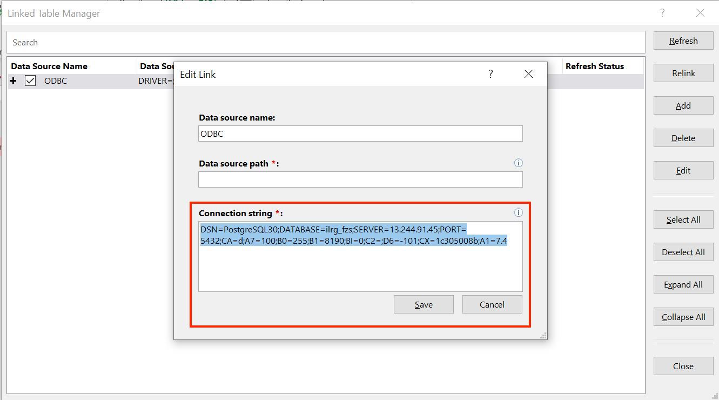 Linked Table Manager
?
Search
Refresh
Data Source Name
Data Sou
Refresh Status
ODBC
DRIVER=
Relink
Add
Delete
Edit
Select All
Deselect All
Expand All
Collapse All
Close
Edit Link
?
Data source name:
ODBC
Data source path *:
Connection string *:
DSN=PostgreSQL30;DATABASE=illrg_fzs;SERVER=13.244.91.45;PORT=
5432;CA=d;A7=100;B0=255;B1=8190;BI=0;C2=;D6=-101;CX=1c305008b;A1=7.4
Save
Cancel